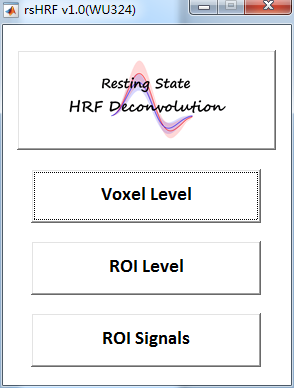 rsHRF v1.0(WU324)
Resting State
HRF Deconvolution
Voxel Level
ROI Level
ROI Signals